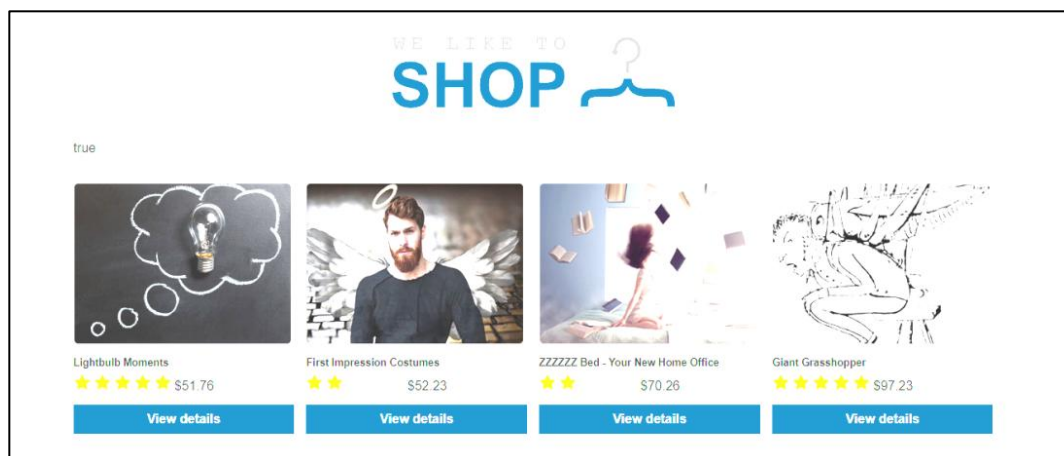 WE LIKE TO
SHOP
true
Lightbulb Moments
$51.76
View details
First Impression Costumes
$52.23
View details
ZZZZZZ Bed - Your New Home Office
$70.26
View details
Giant Grasshopper
$97.23
View details